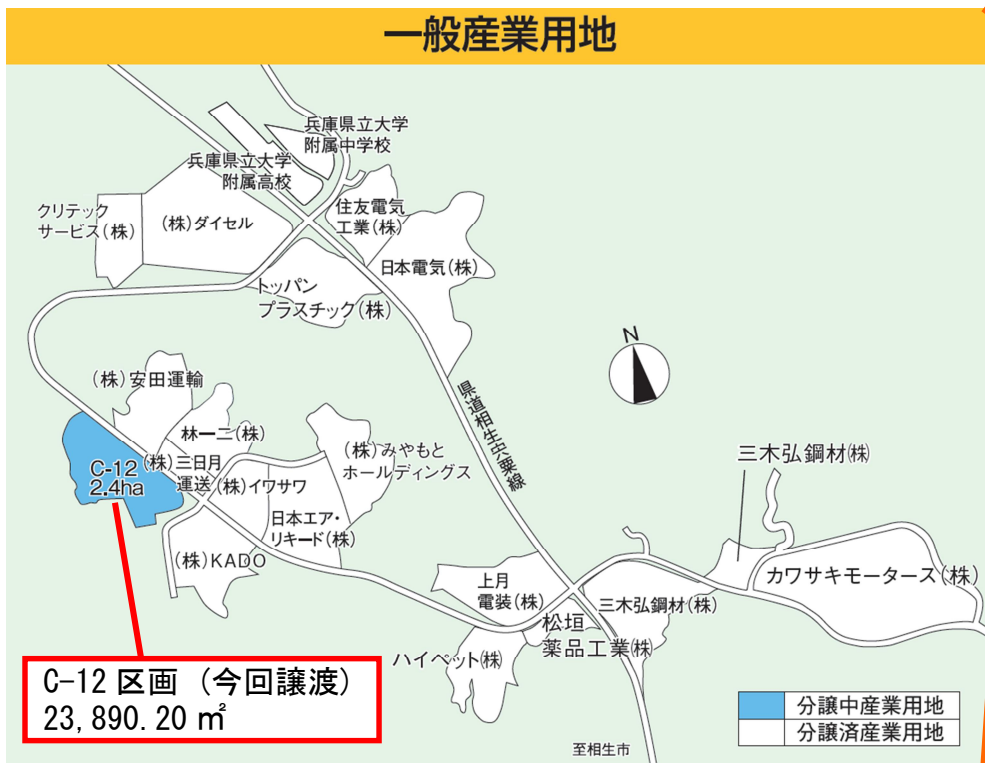 一般産業用地
兵庫県立大学
附属中学校
兵庫県立大学
附属高校
クリテック
サービス(株)
(株)ダイセル
住友電気
工業(株)
日本電気(株)
トッパン
プラスチック(株)
N
(株)安田運輸
県道相生宍粟線
林一二(株)
(株)みやもと
ホールディングス
C-12
2.4ha
(株)三日月
運送
(株)イワサワ
三木弘鋼材㈱
日本エア・
リキード(株)
(株)KADO
カワサキモータース(株)
上月
電装(株)
三木弘鋼材(株)
松垣
薬品工業㈱
ハイペット㈱
C-12 区画 (今回譲渡)
23,890.20 ㎡
分譲中産業用地
分譲済産業用地
至相生市